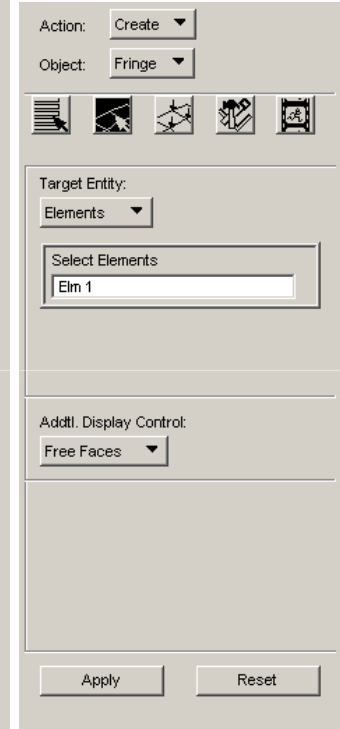 Action: Create
Object: Fringe
Target Entity:
Elements
Select Elements
Elm 1
Addtl. Display Control:
Free Faces
Apply Reset